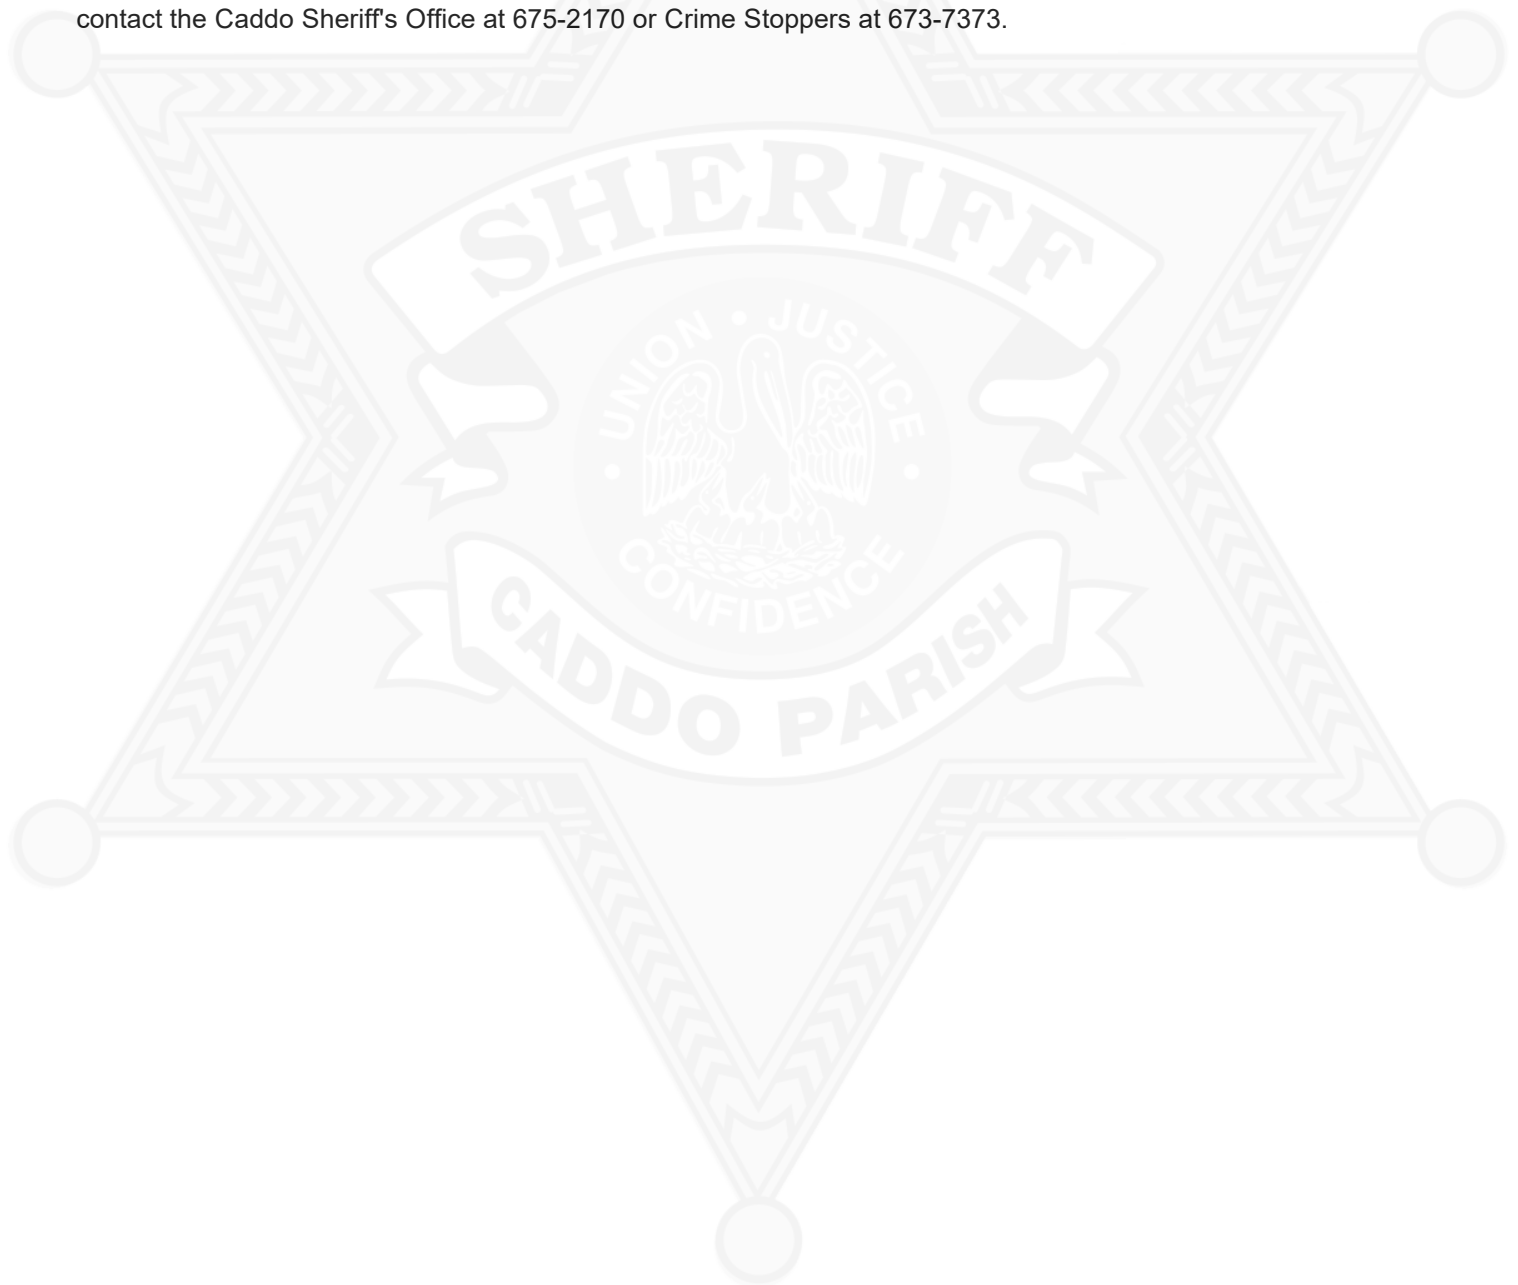 contact the Caddo Sheriff's Office at 675-2170 or Crime Stoppers at 673-7373.
SHERIFF
UNION • JUSTICE
CONFIDENCE
CADDO PARISH